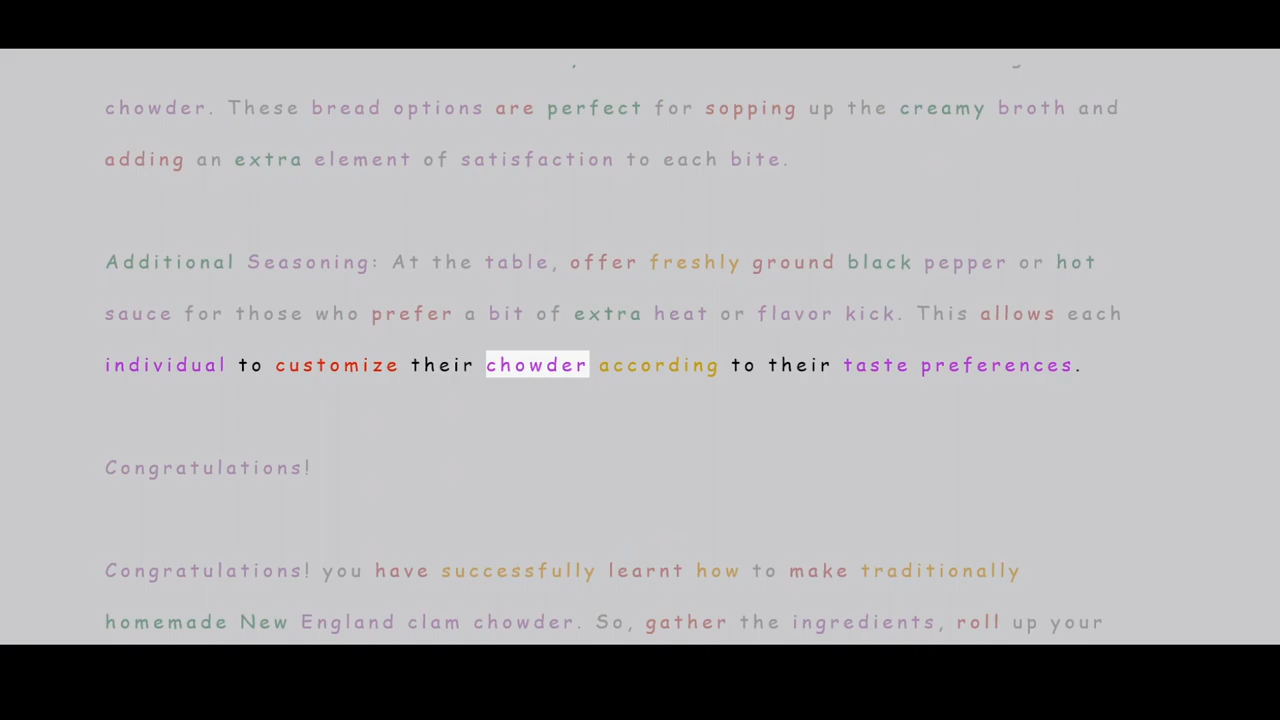 chowder. These bread options are perfect for sopping up the creamy broth and
adding an extra element of satisfaction to each bite.
Additional Seasoning: At the table, offer freshly ground black pepper or hot
sauce for those who prefer a bit of extra heat or flavor kick. This allows each
individual to customize their chowder according to their taste preferences.
Congratulations!
Congratulations! you have successfully learnt how to make traditionally
homemade New England clam chowder. So, gather the ingredients, roll up your